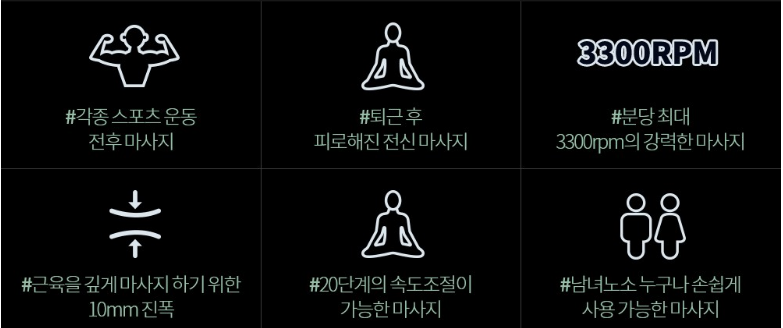 #각종 스포츠 운동
전후 마사지
#퇴근 후
피로해진 전신 마사지
3300RPM
#분당 최대
3300rpm의 강력한 마사지
#근육을 깊게 마사지 하기 위한
10mm 진폭
#20단계의 속도조절이
가능한 마사지
#남녀노소 누구나 손쉽게
사용 가능한 마사지